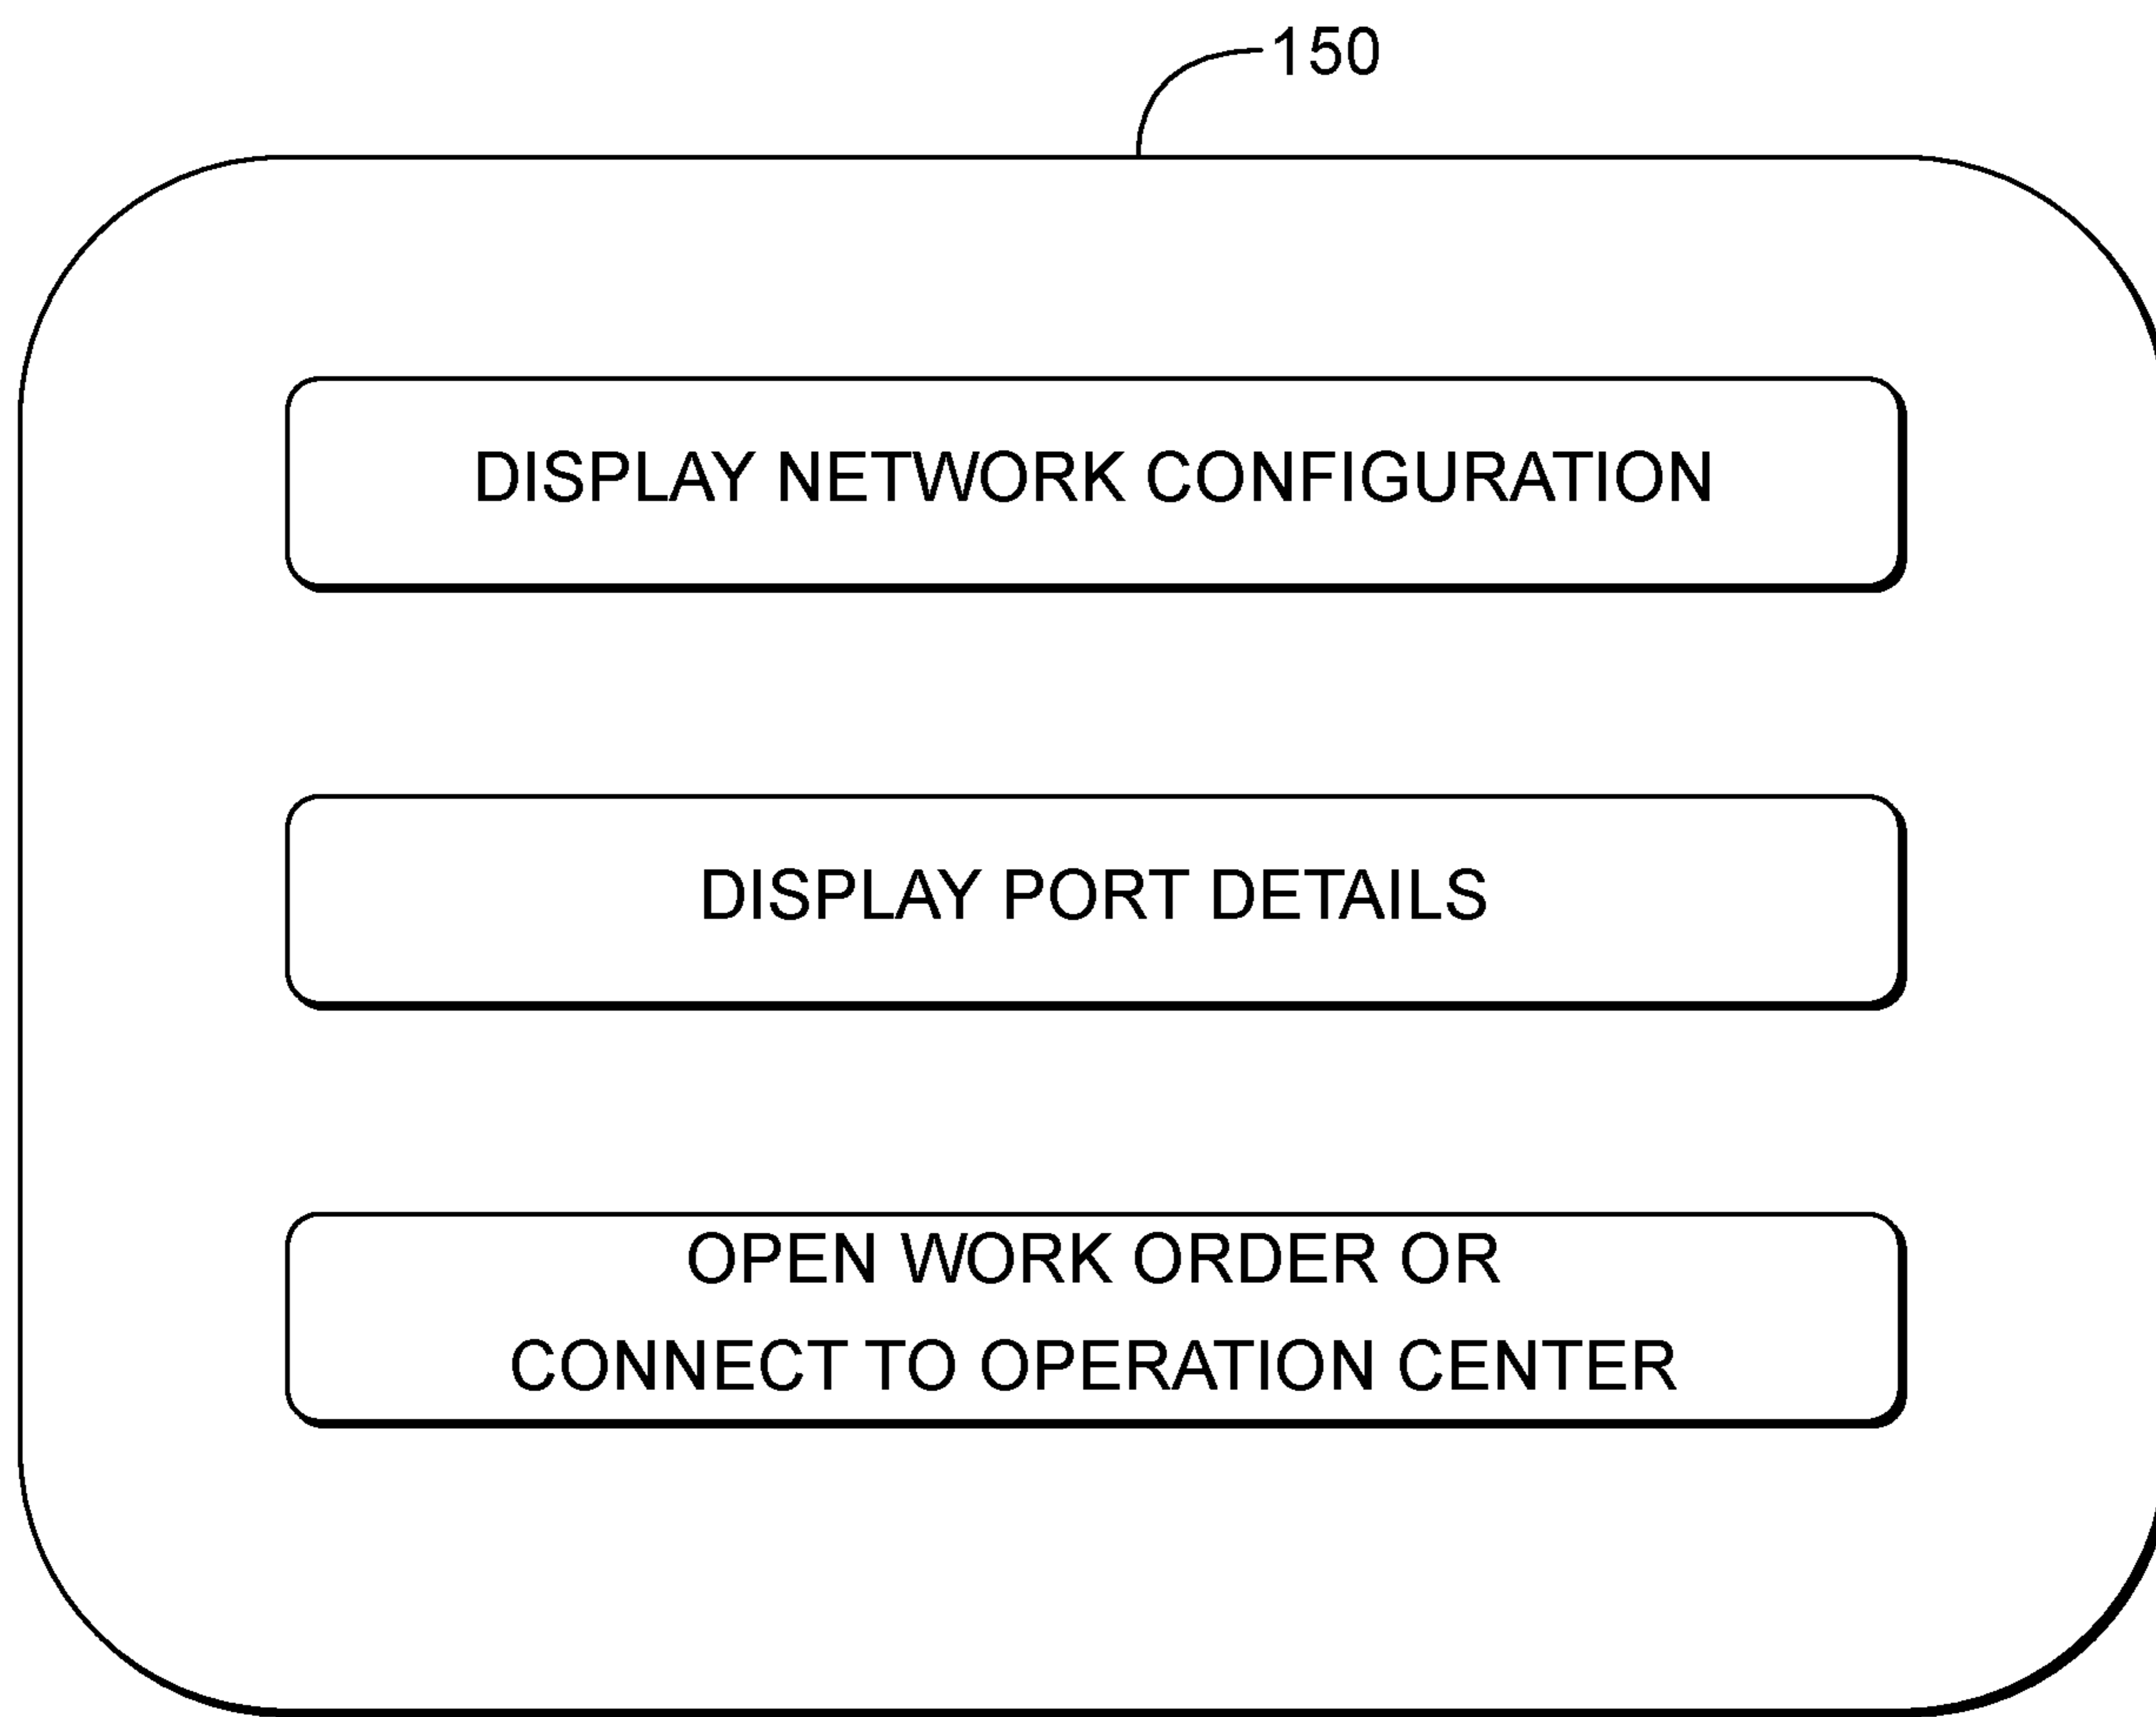 150
DISPLAY NETWORK CONFIGURATION
DISPLAY PORT DETAILS
OPEN WORK ORDER OR
CONNECT TO OPERATION CENTER